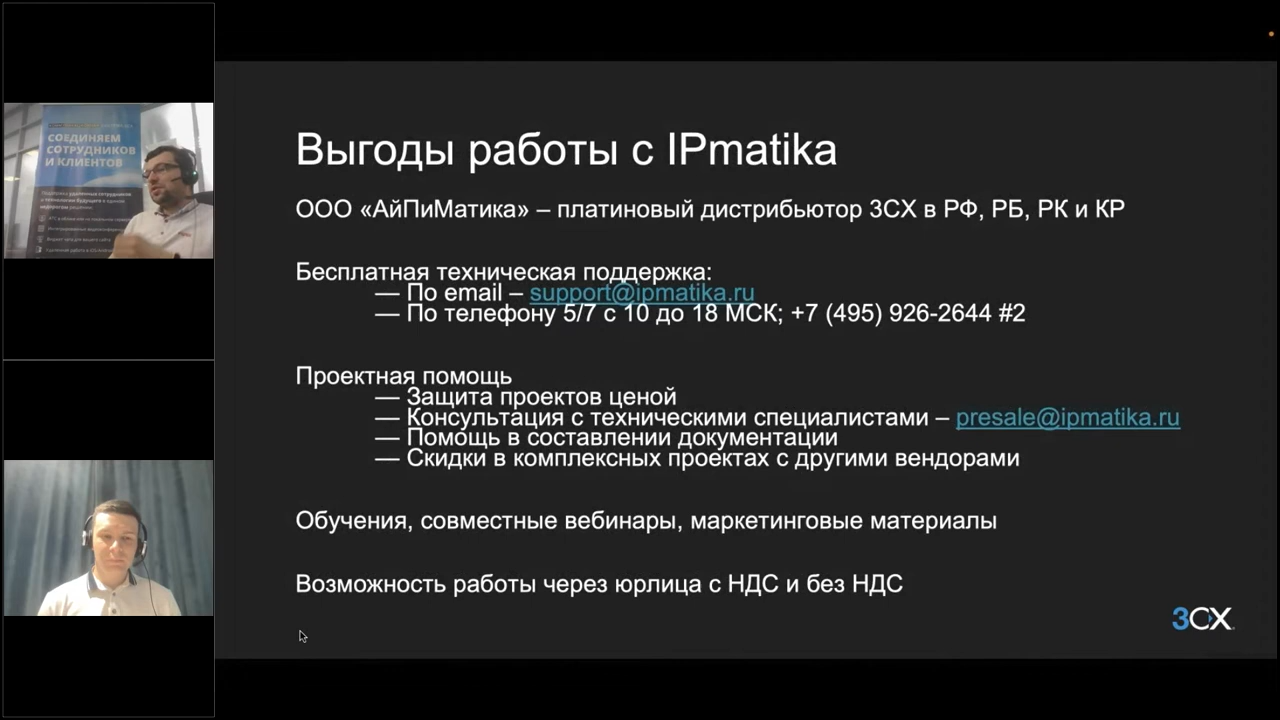 СОЕДИНЯЕМ
СОТРУДНИКОВ
И КЛИЕНТОВ
Выгоды работы с IPmatika
ООО «АйПиМатика» – платиновый дистрибьютор 3CX в РФ, РБ, РК и КР
Бесплатная техническая поддержка:
— По email – support@ipmatika.ru
— По телефону 5/7 с 10 до 18 МСК; +7 (495) 926-2644 #2
Проектная помощь
— Защита проектов ценой
— Консультация с техническими специалистами – presale@ipmatika.ru
— Помощь в составлении документации
— Скидки в комплексных проектах с другими вендорами
Обучения, совместные вебинары, маркетинговые материалы
Возможность работы через юрлица с НДС и без НДС
3CX